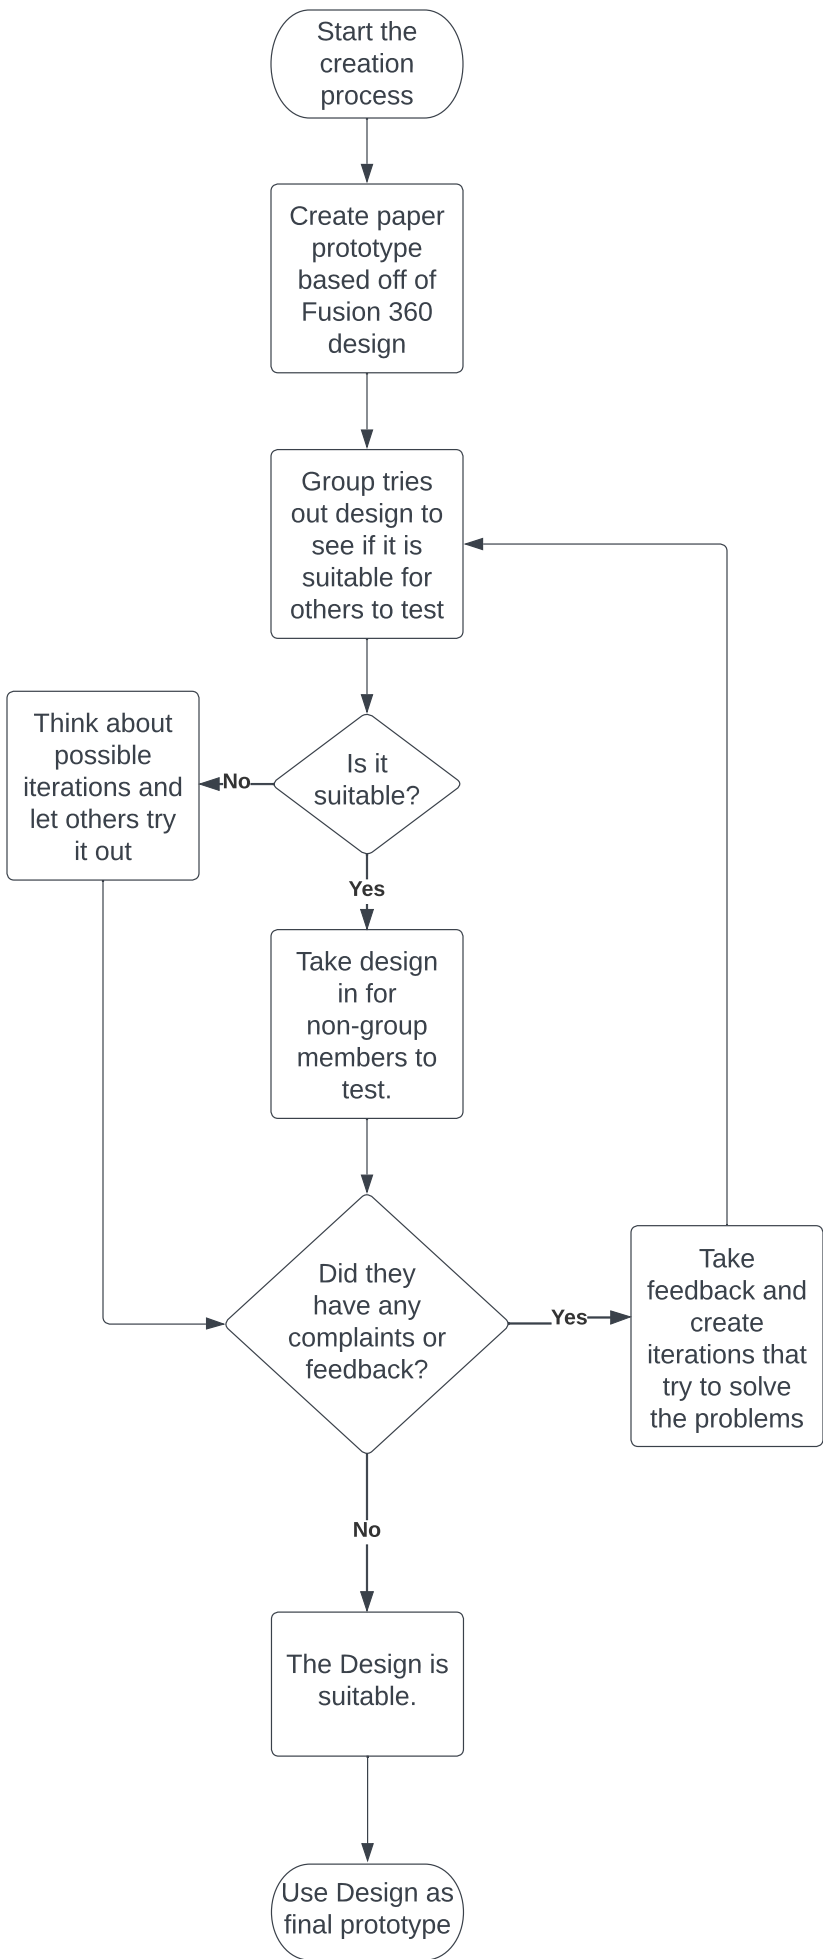 Start the
creation
process
Create paper
prototype
based off of
Fusion 360
design
Group tries
out design to
see if it is
suitable for
others to test
Think about
possible
iterations and
let others try
it out
No
Is it
suitable?
Yes
Take design
in for
non-group
members to
test.
Did they
have any
complaints or
feedback?
Yes
Take
feedback and
create
iterations that
try to solve
the problems
No
The Design is
suitable.
Use Design as
final prototype